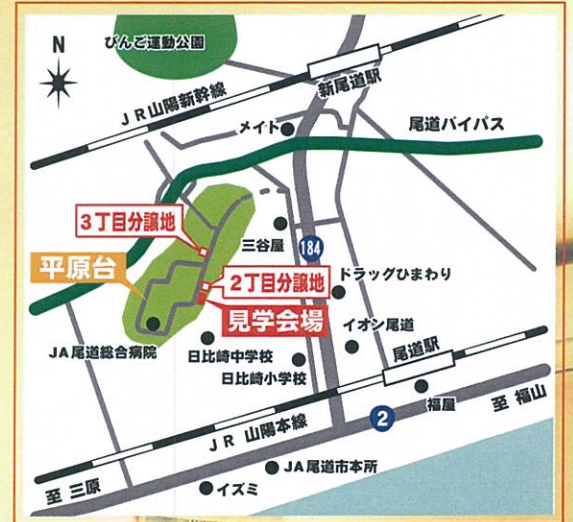 N
びんご運動公園
JR山陽新幹線
新尾道駅
メイト
尾道バイパス
3丁目分譲地
三谷屋
184
平原台
2丁目分譲地
ドラッグひまわり
見学会場
イオン尾道
JA尾道総合病院
日比崎中学校
尾道駅
日比崎小学校
福屋
至 福山
JR 山陽本線
2
JA尾道市本所
至 三原
イズミ